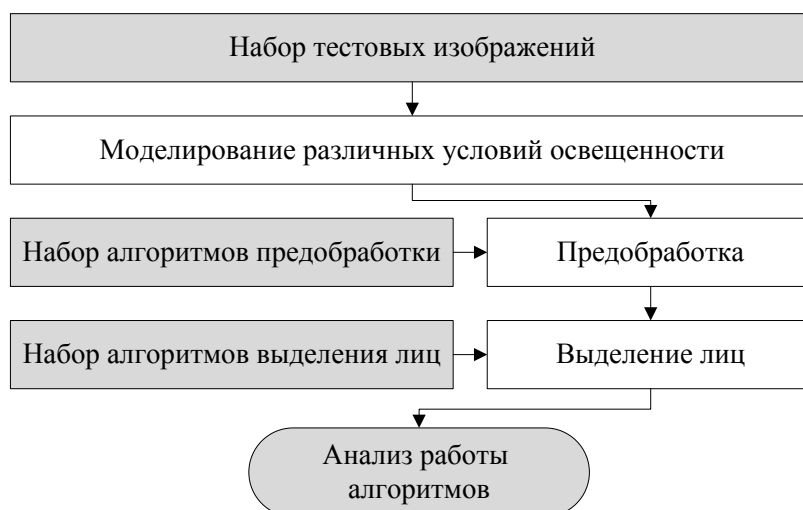 Набор тестовых изображений
Моделирование различных условий освещенности
Набор алгоритмов предобработки
Предобработка
Набор алгоритмов выделения лиц
Выделение лиц
Анализ работы
алгоритмов